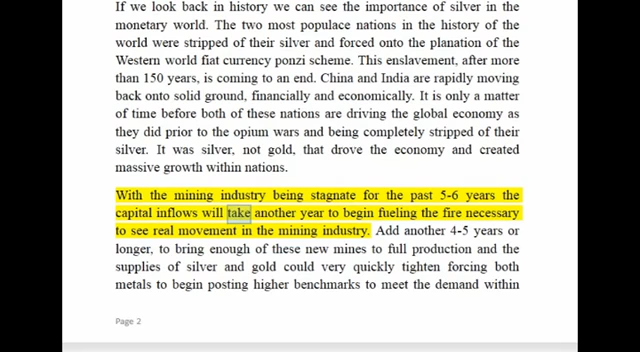 If we look back in history we can see the importance of silver in the
monetary world. The two most populace nations in the history of the
world were stripped of their silver and forced onto the planation of the
Western world fiat currency ponzi scheme. This enslavement, after more
than 150 years, is coming to an end. China and India are rapidly moving
back onto solid ground, financially and economically. It is only a matter
of time before both of these nations are driving the global economy as
they did prior to the opium wars and being completely stripped of their
silver. It was silver, not gold, that drove the economy and created
massive growth within nations.
With the mining industry being stagnate for the past 5-6 years the
capital inflows will take another year to begin fueling the fire necessary
to see real movement in the mining industry. Add another 4-5 years or
longer, to bring enough of these new mines to full production and the
supplies of silver and gold could very quickly tighten forcing both
metals to begin posting higher benchmarks to meet the demand within
Page 2